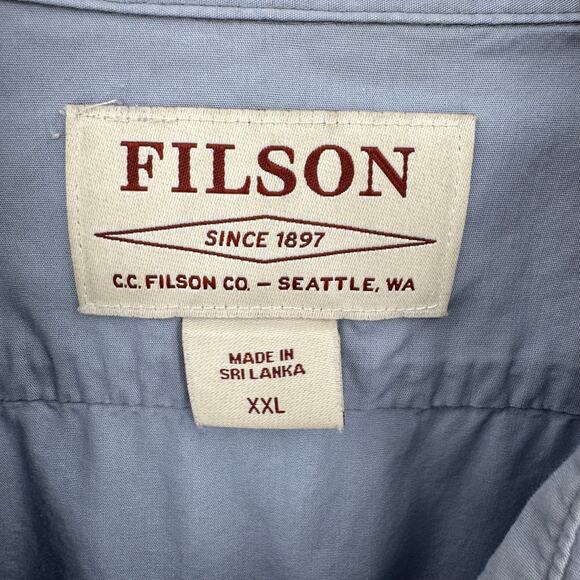 FILSON
SINCE 1897
C.C. FILSON CO. – SEATTLE, WA
MADE IN
SRI LANKA
XXL